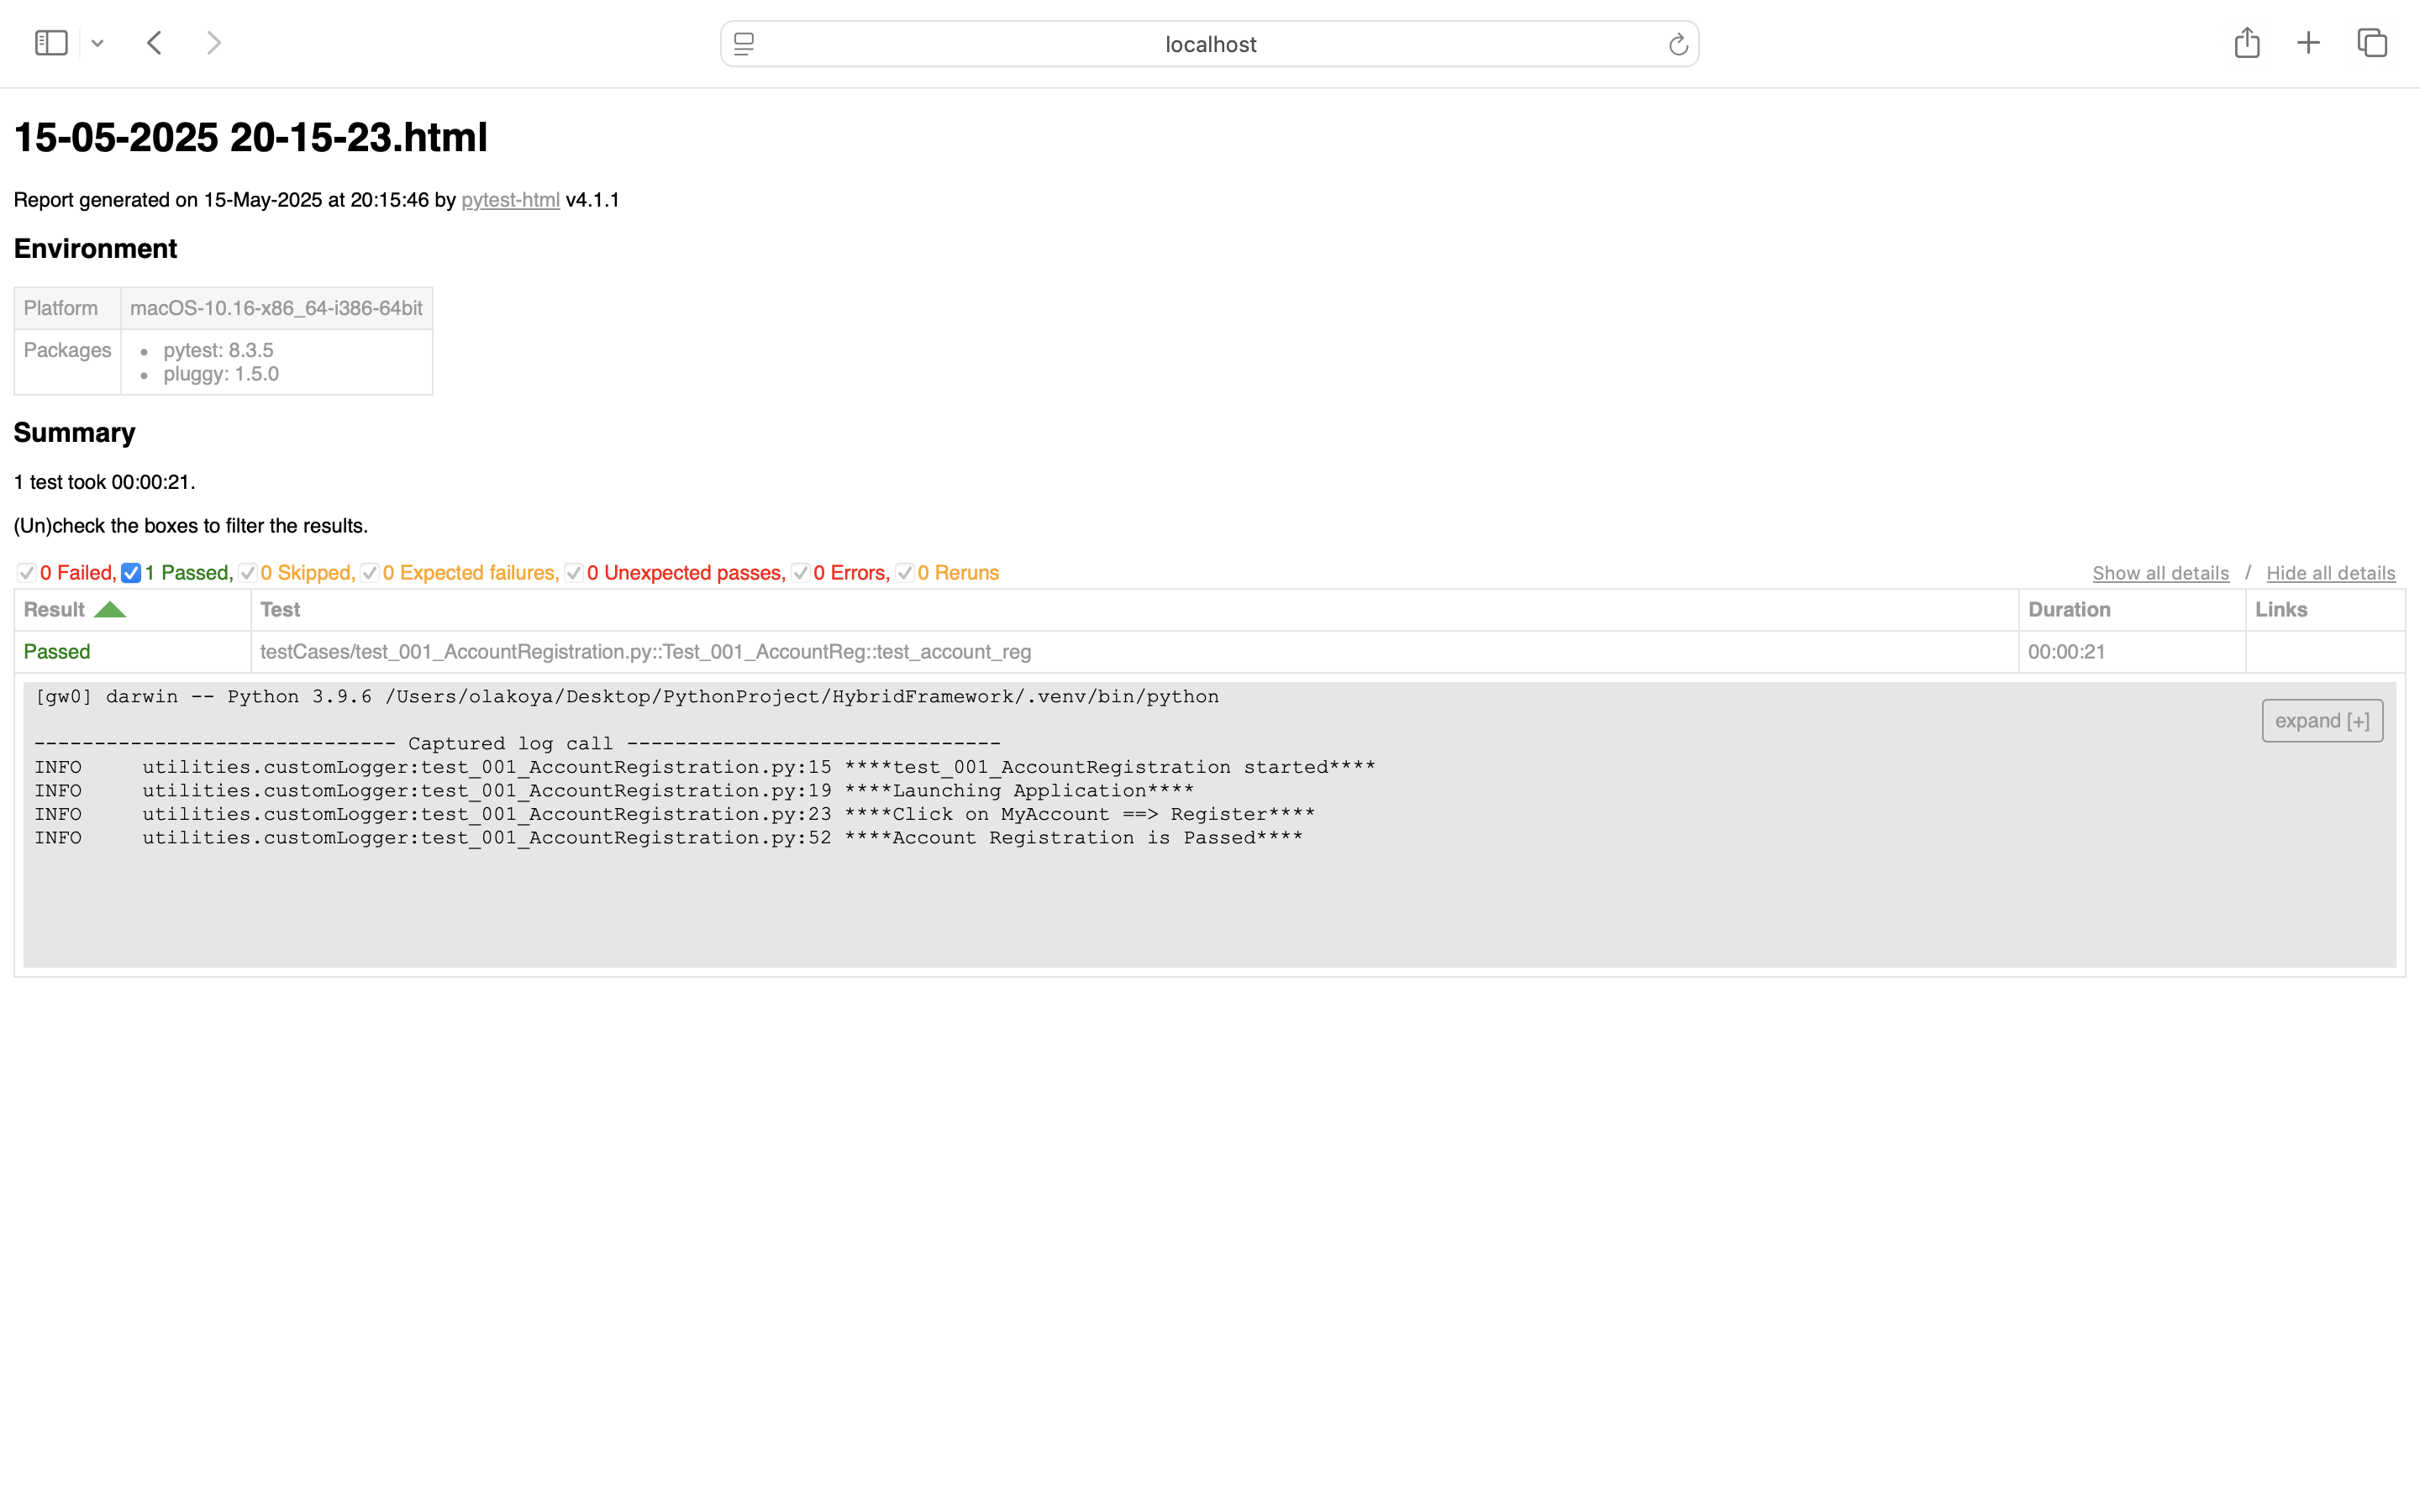 localhost
15-05-2025 20-15-23.html
Report generated on 15-May-2025 at 20:15:46 by pytest-html v4.1.1
Environment
Platform macOS-10.16-x86_64-i386-64bit
Packages • pytest: 8.3.5
• pluggy: 1.5.0
Summary
1 test took 00:00:21.
(Un)check the boxes to filter the results.
0 Failed, 1 Passed, 0 Skipped, 0 Expected failures, 0 Unexpected passes, 0 Errors, 0 Reruns Show all details / Hide all details
Result Test Duration Links
Passed testCases/test_001_AccountRegistration.py::Test_001_AccountReg::test_account_reg 00:00:21
[gw0] darwin -- Python 3.9.6 /Users/olakoya/Desktop/PythonProject/HybridFramework/.venv/bin/python
expand [+]
------------------------------ Captured log call -------------------------------
INFO     utilities.customLogger:test_001_AccountRegistration.py:15 ****test_001_AccountRegistration started****
INFO     utilities.customLogger:test_001_AccountRegistration.py:19 ****Launching Application****
INFO     utilities.customLogger:test_001_AccountRegistration.py:23 ****Click on MyAccount ==> Register****
INFO     utilities.customLogger:test_001_AccountRegistration.py:52 ****Account Registration is Passed****